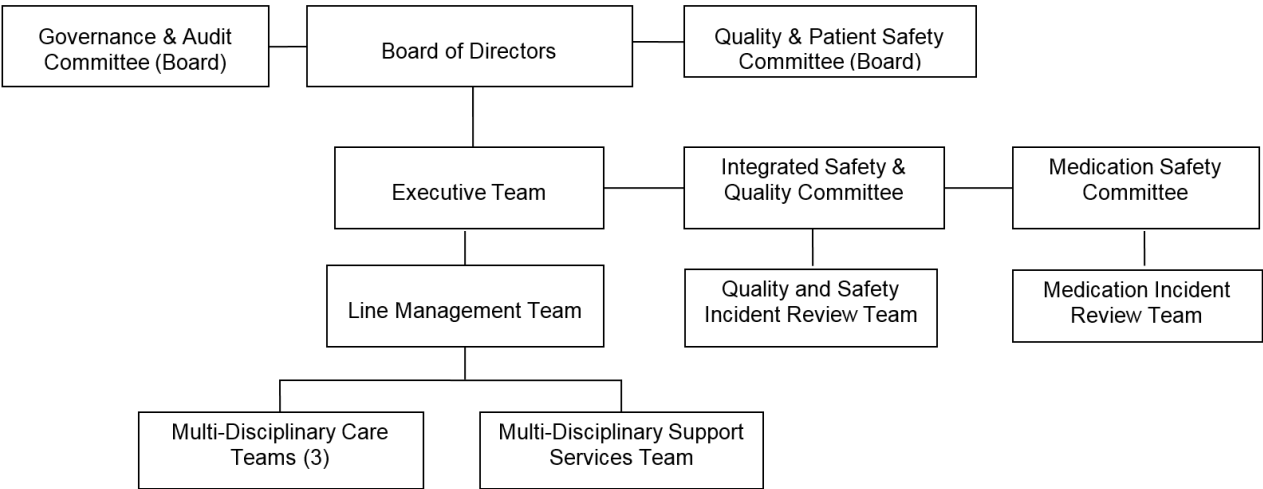 Governance & Audit
Committee (Board)
Board of Directors
Quality & Patient Safety
Committee (Board)
Executive Team
Integrated Safety &
Quality Committee
Medication Safety
Committee
Line Management Team
Quality and Safety
Incident Review Team
Medication Incident
Review Team
Multi-Disciplinary Care
Teams (3)
Multi-Disciplinary Support
Services Team